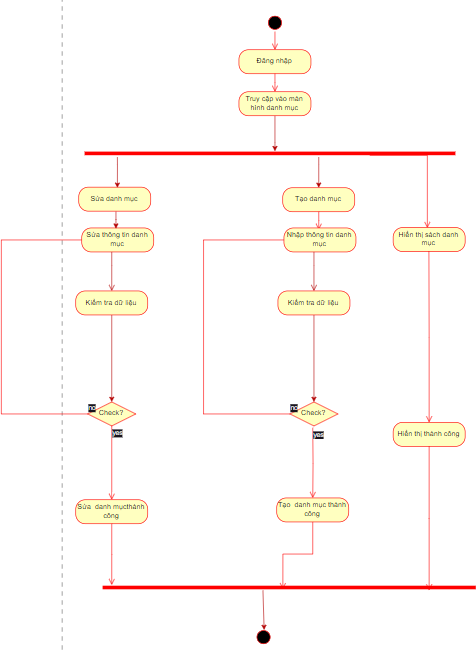 Đăng nhập
Truy cập vào màn
hình danh mục
Sửa danh mục
Tạo danh mục
Sửa thông tin danh
mục
Nhập thông tin danh
mục
Hiển thị sách danh
mục
Kiểm tra dữ liệu
Kiểm tra dữ liệu
no
Check?
yes
no
Check?
yes
Hiển thị thành công
Sửa danh mụcthành
công
Tạo danh mục thành
công